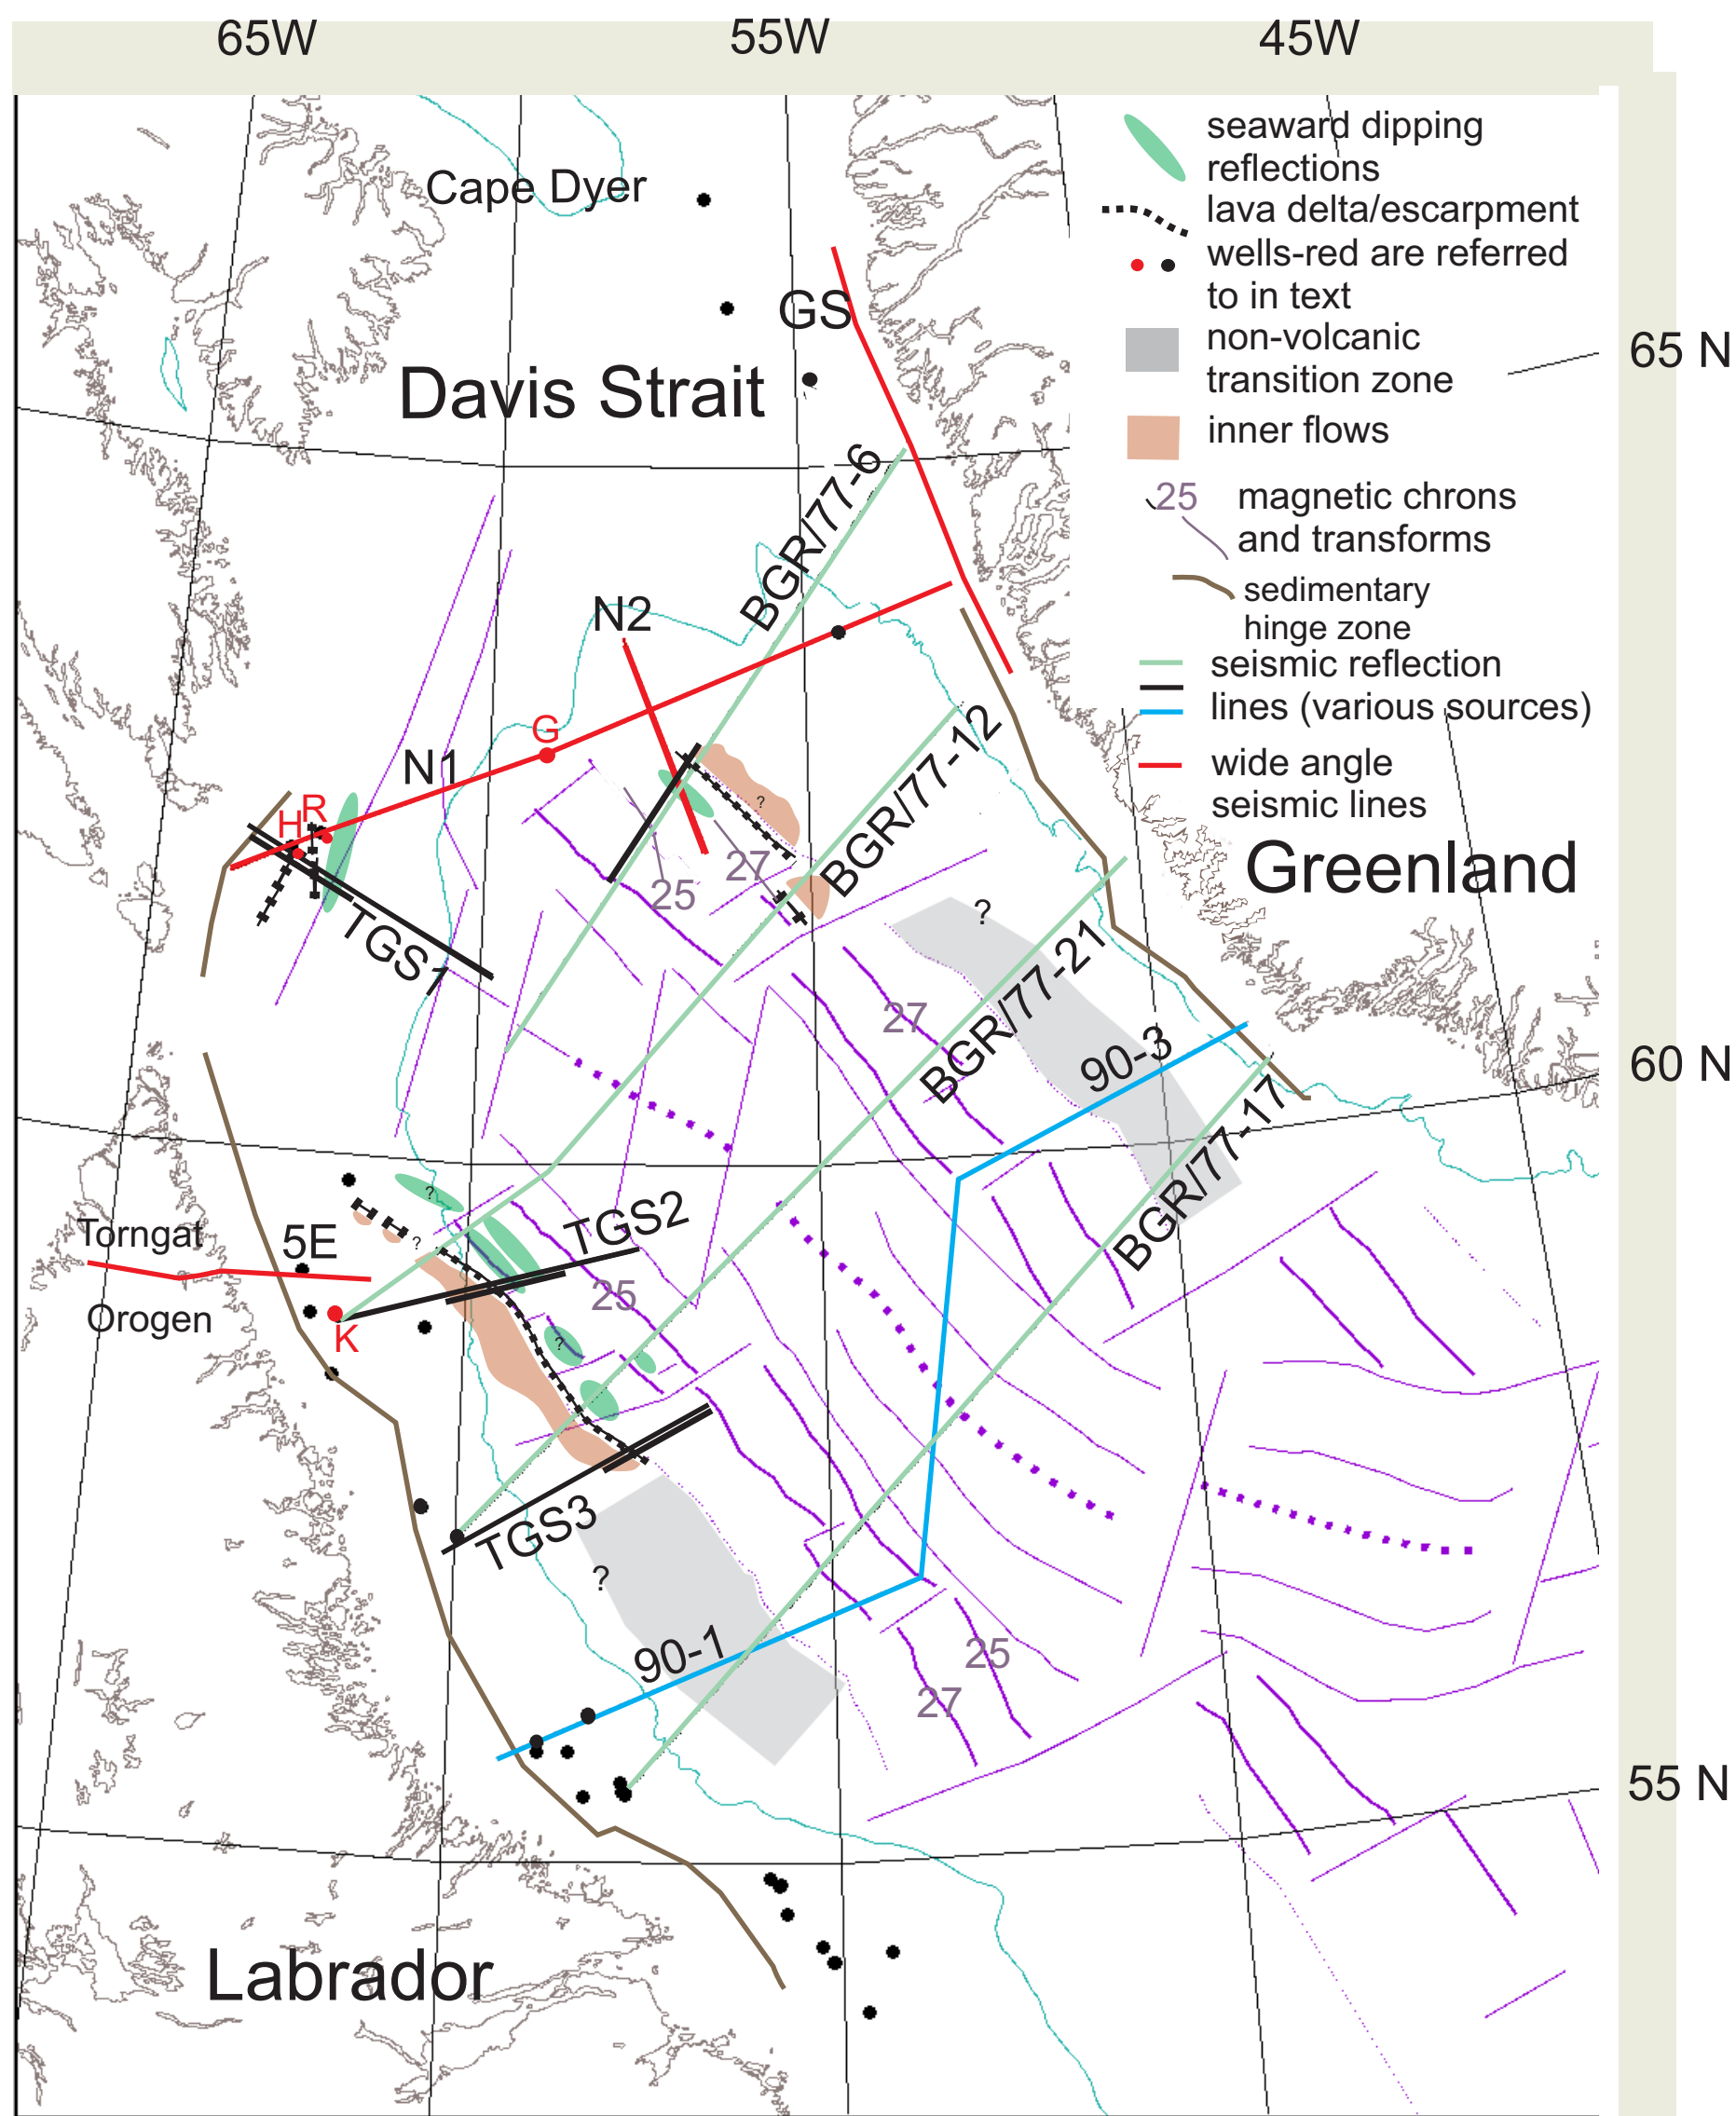 65W
55W
45W
seaward dipping
reflections
Cape Dyer
lava delta/escarpment
wells-red are referred
to in text
GS
non-volcanic
transition zone
65 N
Davis Strait
inner flows
BGR/77-6
25
magnetic chrons
and transforms
sedimentary
hinge zone
N2
seismic reflection
lines (various sources)
G
N1
wide angle
seismic lines
BGR/77-12
?
R
H
27
25
Greenland
TGS1
?
27
BGR/77-21
90-3
60 N
BGR/77-17
?
TGS2
Torngat
5E
?
25
Orogen
K
?
TGS3
?
90-1
25
27
55 N
Labrador